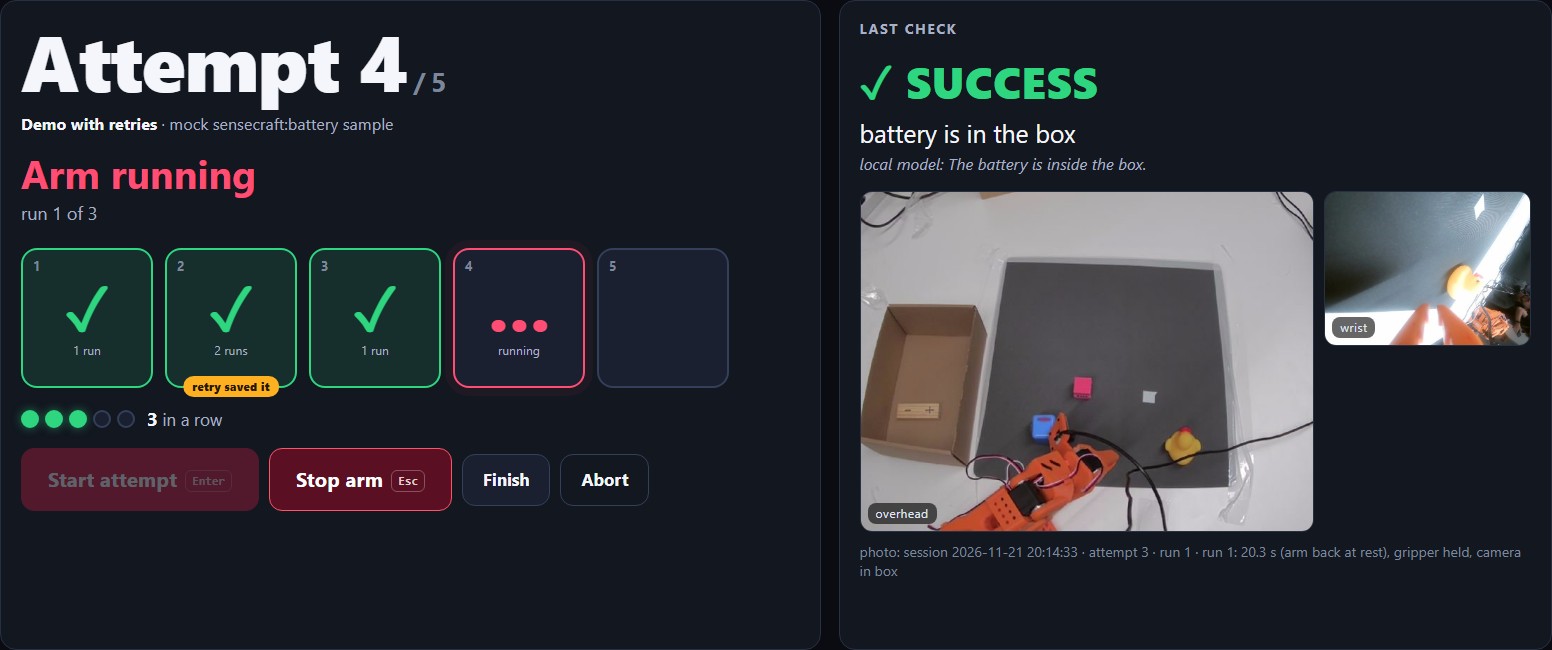 Attempt 4 / 5
Demo with retries · mock sensecraft:battery sample
Arm running
run 1 of 3
1
2
3
4
5
✓
✓
✓
1 run
2 runs
1 run
running
retry saved it
3 in a row
Start attempt Enter
Stop arm Esc
Finish
Abort
LAST CHECK
✓ SUCCESS
battery is in the box
local model: The battery is inside the box.
- +
wrist
overhead
photo: session 2026-11-21 20:14:33 · attempt 3 · run 1 · run 1: 20.3 s (arm back at rest), gripper held, camera
in box